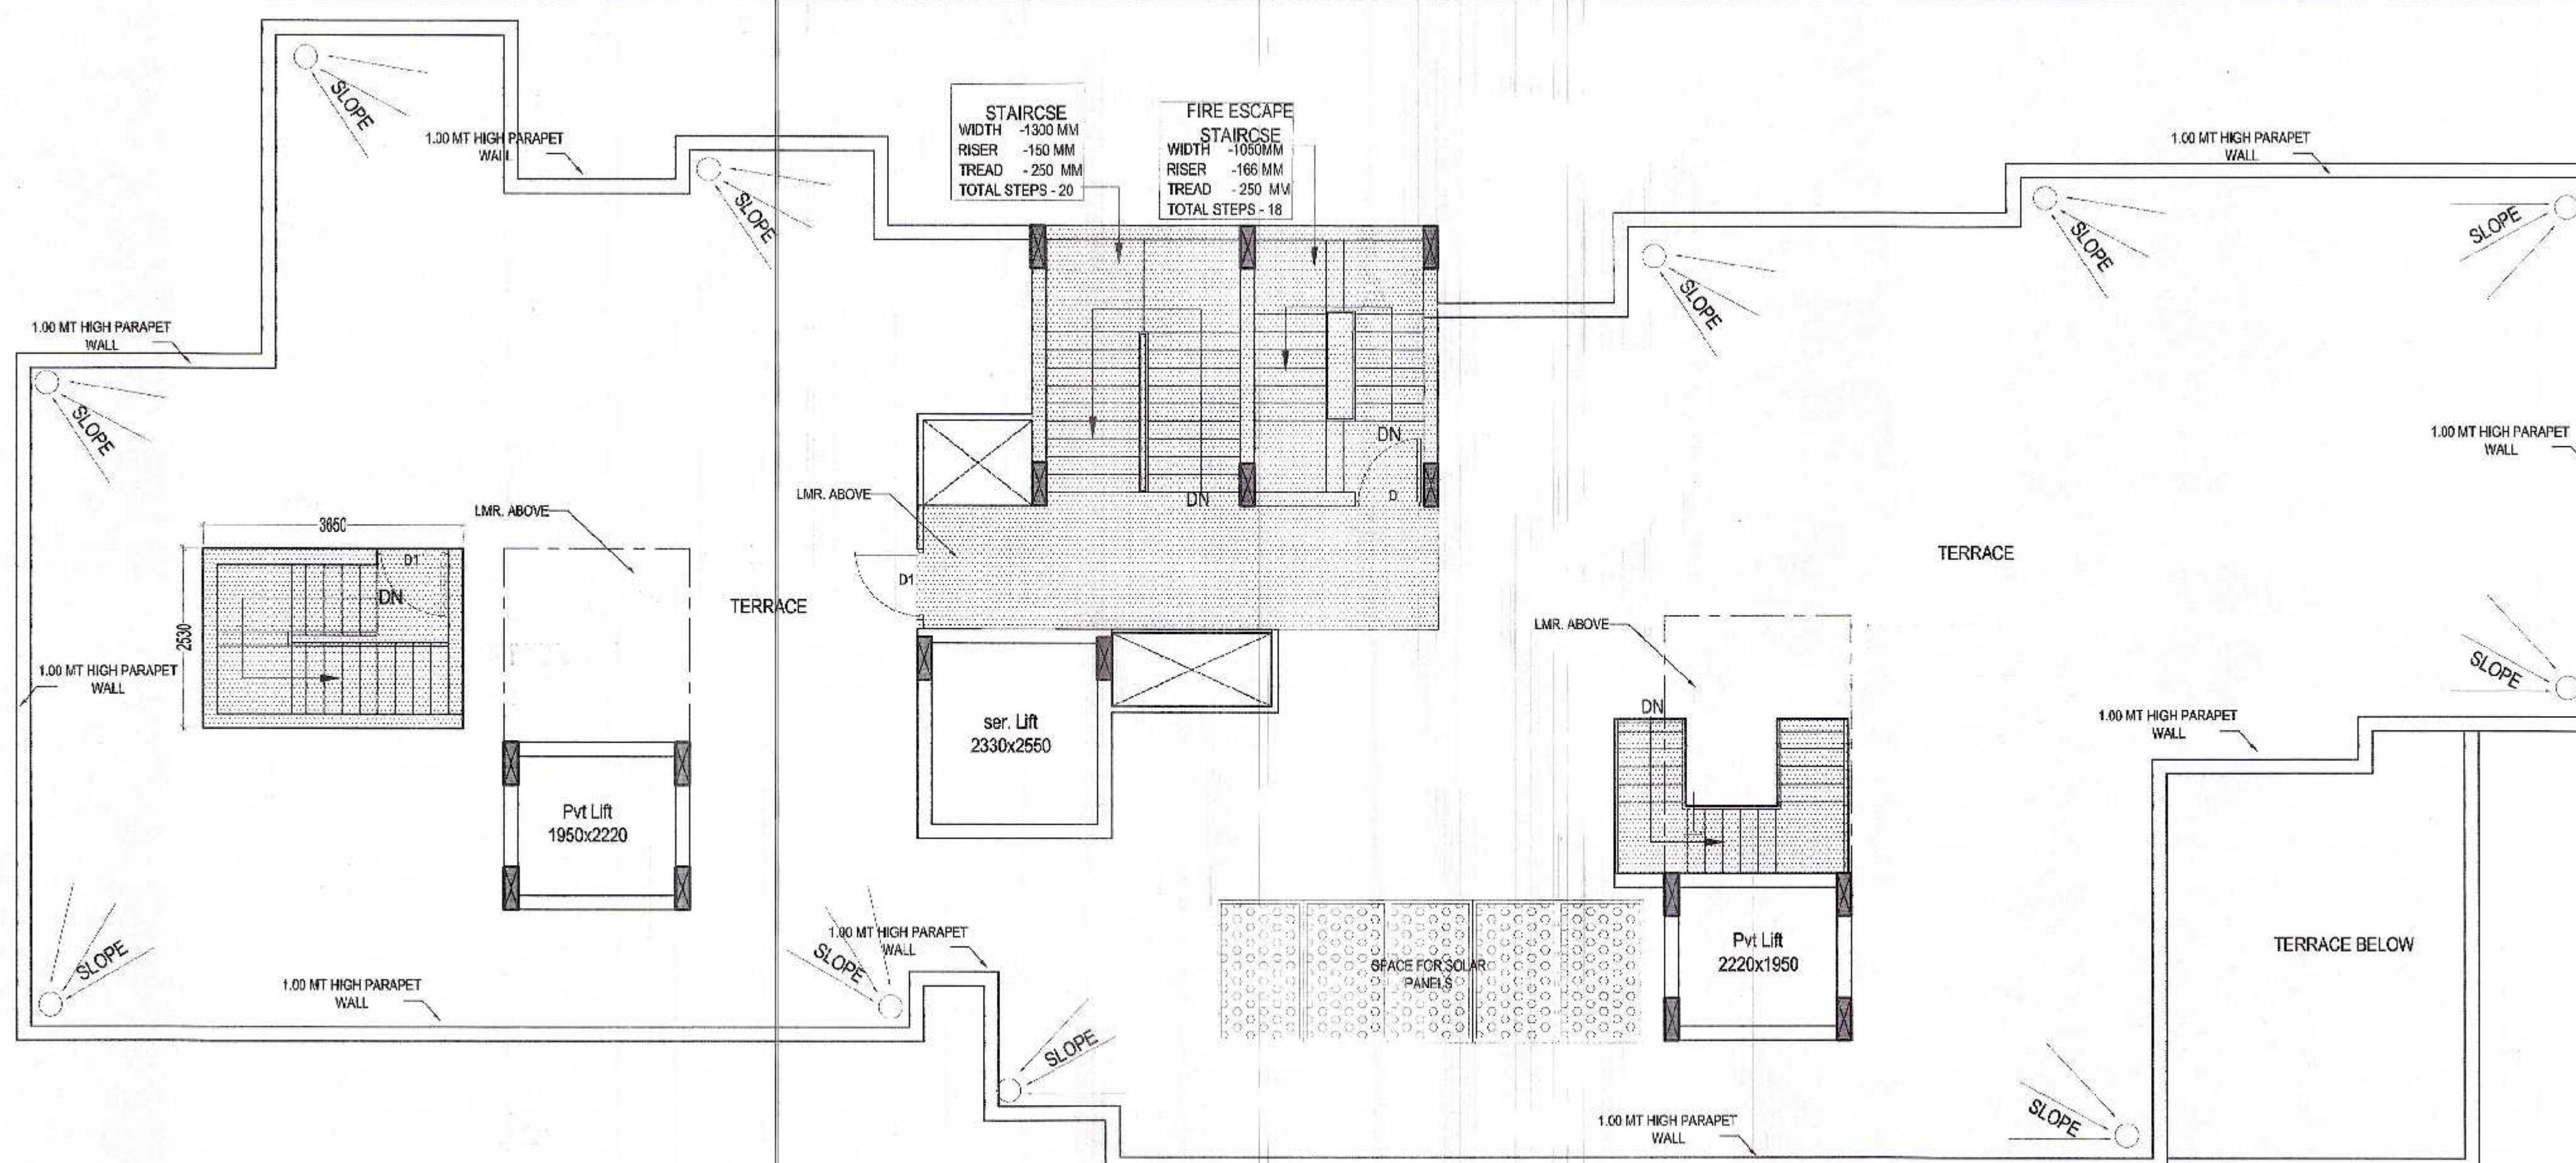 SLOPE
1.00 MT HIGH PARAPET
WALL
SLOPE
STAIRCSE
WIDTH -1300 MM
RISER -150 MM
TREAD - 250 MM
TOTAL STEPS - 20
FIRE ESCAPE
STAIRCSE
WIDTH -1050MM
RISER -166 MM
TREAD - 250 MM
TOTAL STEPS - 18
1.00 MT HIGH PARAPET
WALL
SLOPE
SLOPE
SLOPE
1.00 MT HIGH PARAPET
WALL
SLOPE
1.00 MT HIGH PARAPET
WALL
DN
D
DN
LMR. ABOVE
LMR. ABOVE
3650
2530
D1
DN
D1
TERRACE
TERRACE
LMR. ABOVE
1.00 MT HIGH PARAPET
WALL
SLOPE
DN
1.00 MT HIGH PARAPET
WALL
ser. Lift
2330x2550
Pvt Lift
1950x2220
SLOPE
1.00 MT HIGH PARAPET
WALL
SLOPE
1.00 MT HIGH PARAPET
WALL
SPACE FOR SOLAR
PANELS
Pvt Lift
2220x1950
TERRACE BELOW
SLOPE
1.00 MT HIGH PARAPET
WALL
SLOPE